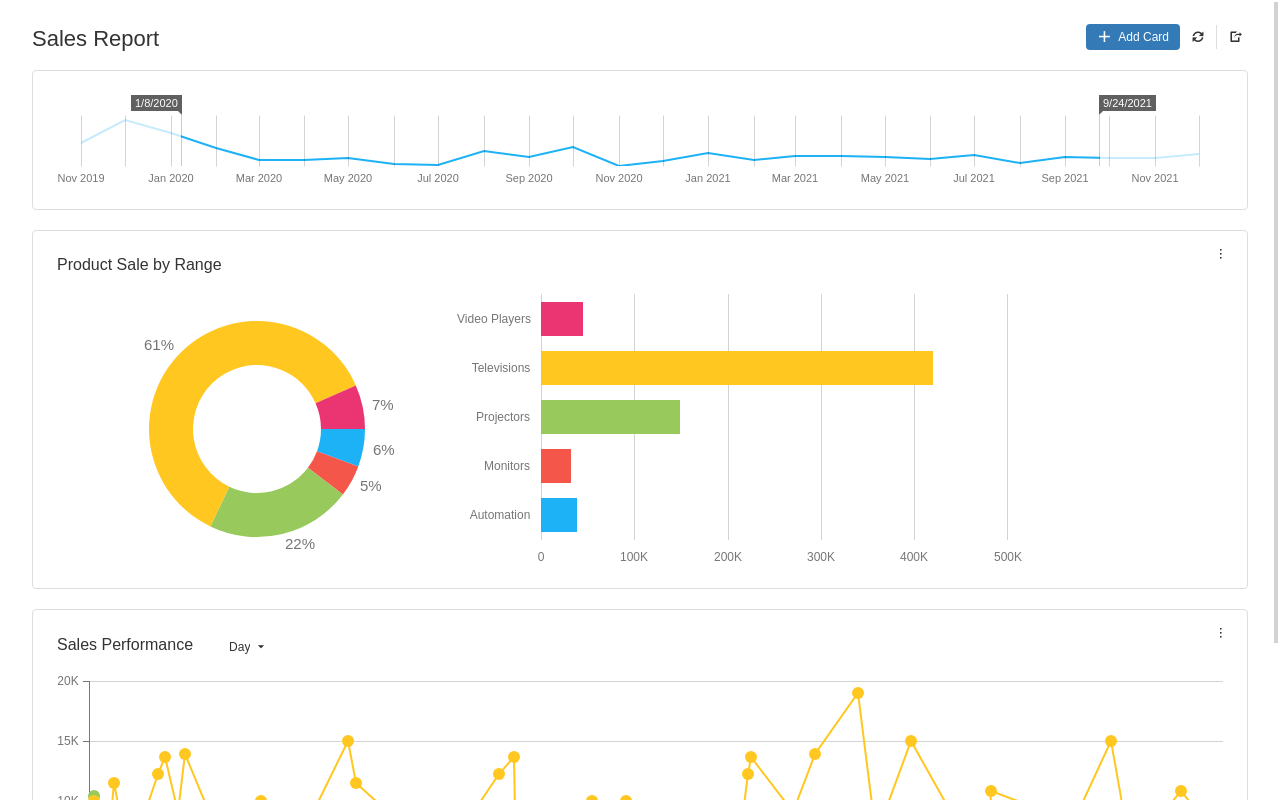 Sales Report
Add Card
1/8/2020 9/24/2021
Nov 2019 Jan 2020 Mar 2020 May 2020 Jul 2020 Sep 2020 Nov 2020 Jan 2021 Mar 2021 May 2021 Jul 2021 Sep 2021 Nov 2021
Product Sale by Range
61%
7%
6%
5%
22%
Video Players
Televisions
Projectors
Monitors
Automation
0 100K 200K 300K 400K 500K
Sales Performance Day
20K
15K
10K